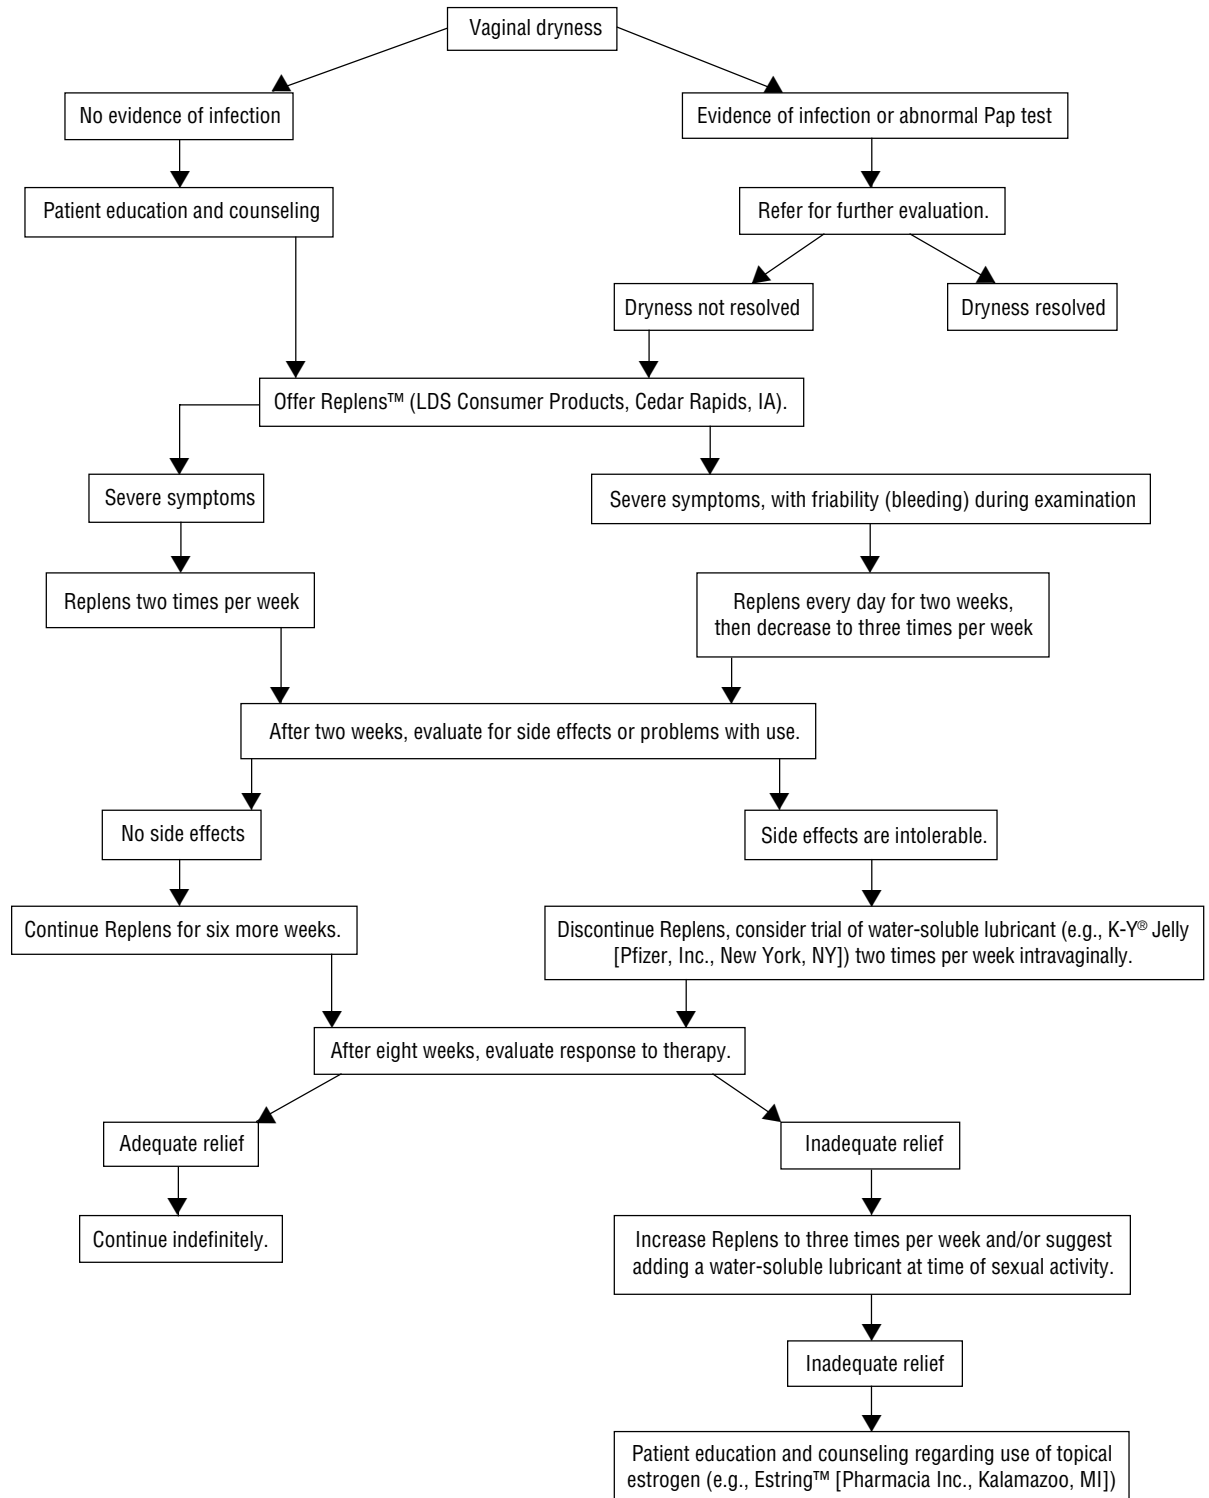 Vaginal dryness
No evidence of infection
Evidence of infection or abnormal Pap test
Patient education and counseling
Refer for further evaluation.
Dryness not resolved
Dryness resolved
Offer Replens™ (LDS Consumer Products, Cedar Rapids, IA).
Severe symptoms
Severe symptoms, with friability (bleeding) during examination
Replens two times per week
Replens every day for two weeks,
then decrease to three times per week
After two weeks, evaluate for side effects or problems with use.
No side effects
Side effects are intolerable.
Continue Replens for six more weeks.
Discontinue Replens, consider trial of water-soluble lubricant (e.g., K-Y® Jelly
[Pfizer, Inc., New York, NY]) two times per week intravaginally.
After eight weeks, evaluate response to therapy.
Adequate relief
Inadequate relief
Continue indefinitely.
Increase Replens to three times per week and/or suggest
adding a water-soluble lubricant at time of sexual activity.
Inadequate relief
Patient education and counseling regarding use of topical
estrogen (e.g., Estring™ [Pharmacia Inc., Kalamazoo, MI])